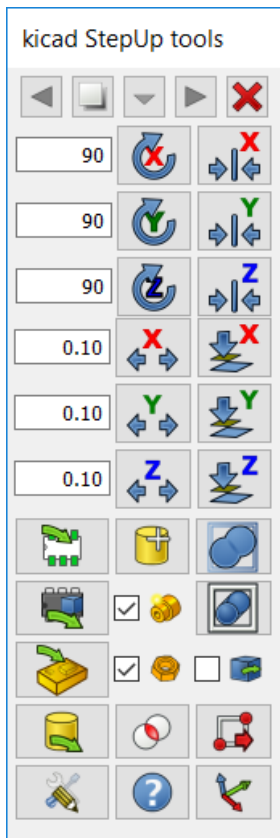 kicad StepUp tools
90 X X
90 Y Y
90 Z Z
0.10 X X
0.10 Y Y
0.10 Z Z
?